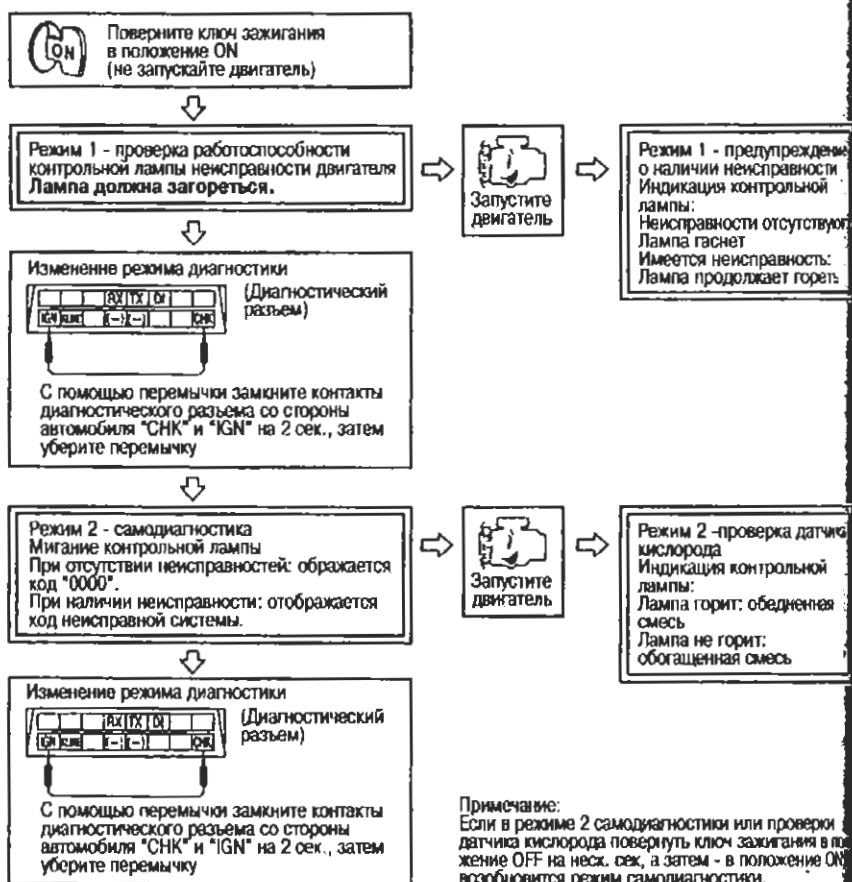 ON
Поверните ключ зажигания
в положение ON
(не запускайте двигатель)
Режим 1 - проверка работоспособности
контрольной лампы неисправности двигателя
Лампа должна загореться.
Запустите
двигатель
Режим 1 - предупреждение
о наличии неисправности
Индикация контрольной
лампы:
Неисправности отсутствуют
Лампа гаснет
Имеется неисправность:
Лампа продолжает гореть
Изменение режима диагностики
RX TX
IGN (-) (-) CHK
(Диагностический
разъем)
С помощью перемычки замкните контакты
диагностического разъема со стороны
автомобиля "CHK" и "IGN" на 2 сек., затем
уберите перемычку
Режим 2 - самодиагностика
Мигание контрольной лампы
При отсутствии неисправностей: ображается
код "0000".
При наличии неисправности: отображается
код неисправной системы.
Запустите
двигатель
Режим 2 -проверка датчика
кислорода
Индикация контрольной
лампы:
Лампа горит: обедненная
смесь
Лампа не горит:
обогащенная смесь
Изменение режима диагностики
RX TX
IGN (-) (-) CHK
(Диагностический
разъем)
С помощью перемычки замкните контакты
диагностического разъема со стороны
автомобиля "CHK" и "IGN" на 2 сек., затем
уберите перемычку
Примечание:
Если в режиме 2 самодиагностики или проверки
датчика кислорода повернуть ключ зажигания в по
жение OFF на неск. сек, а затем - в положение ON
возобновится режим самодиагностики.